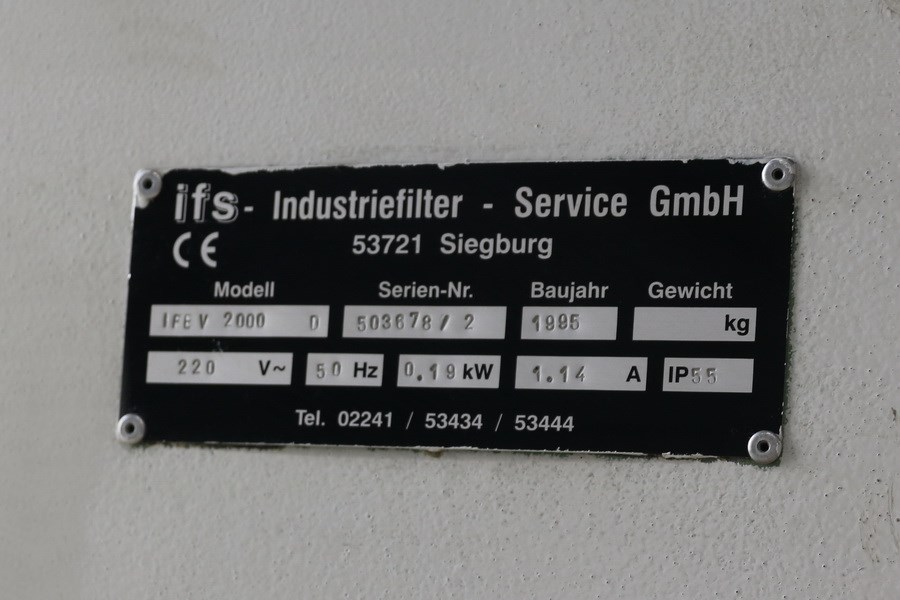 ifs - Industriefilter - Service GmbH
CE 53721 Siegburg
Modell Serien-Nr. Baujahr Gewicht
IFEV 2000 D 503678/2 1995 kg
220 V~ 50 Hz 0.19 kW 1.14 A IP55
Tel. 02241 / 53434 / 53444